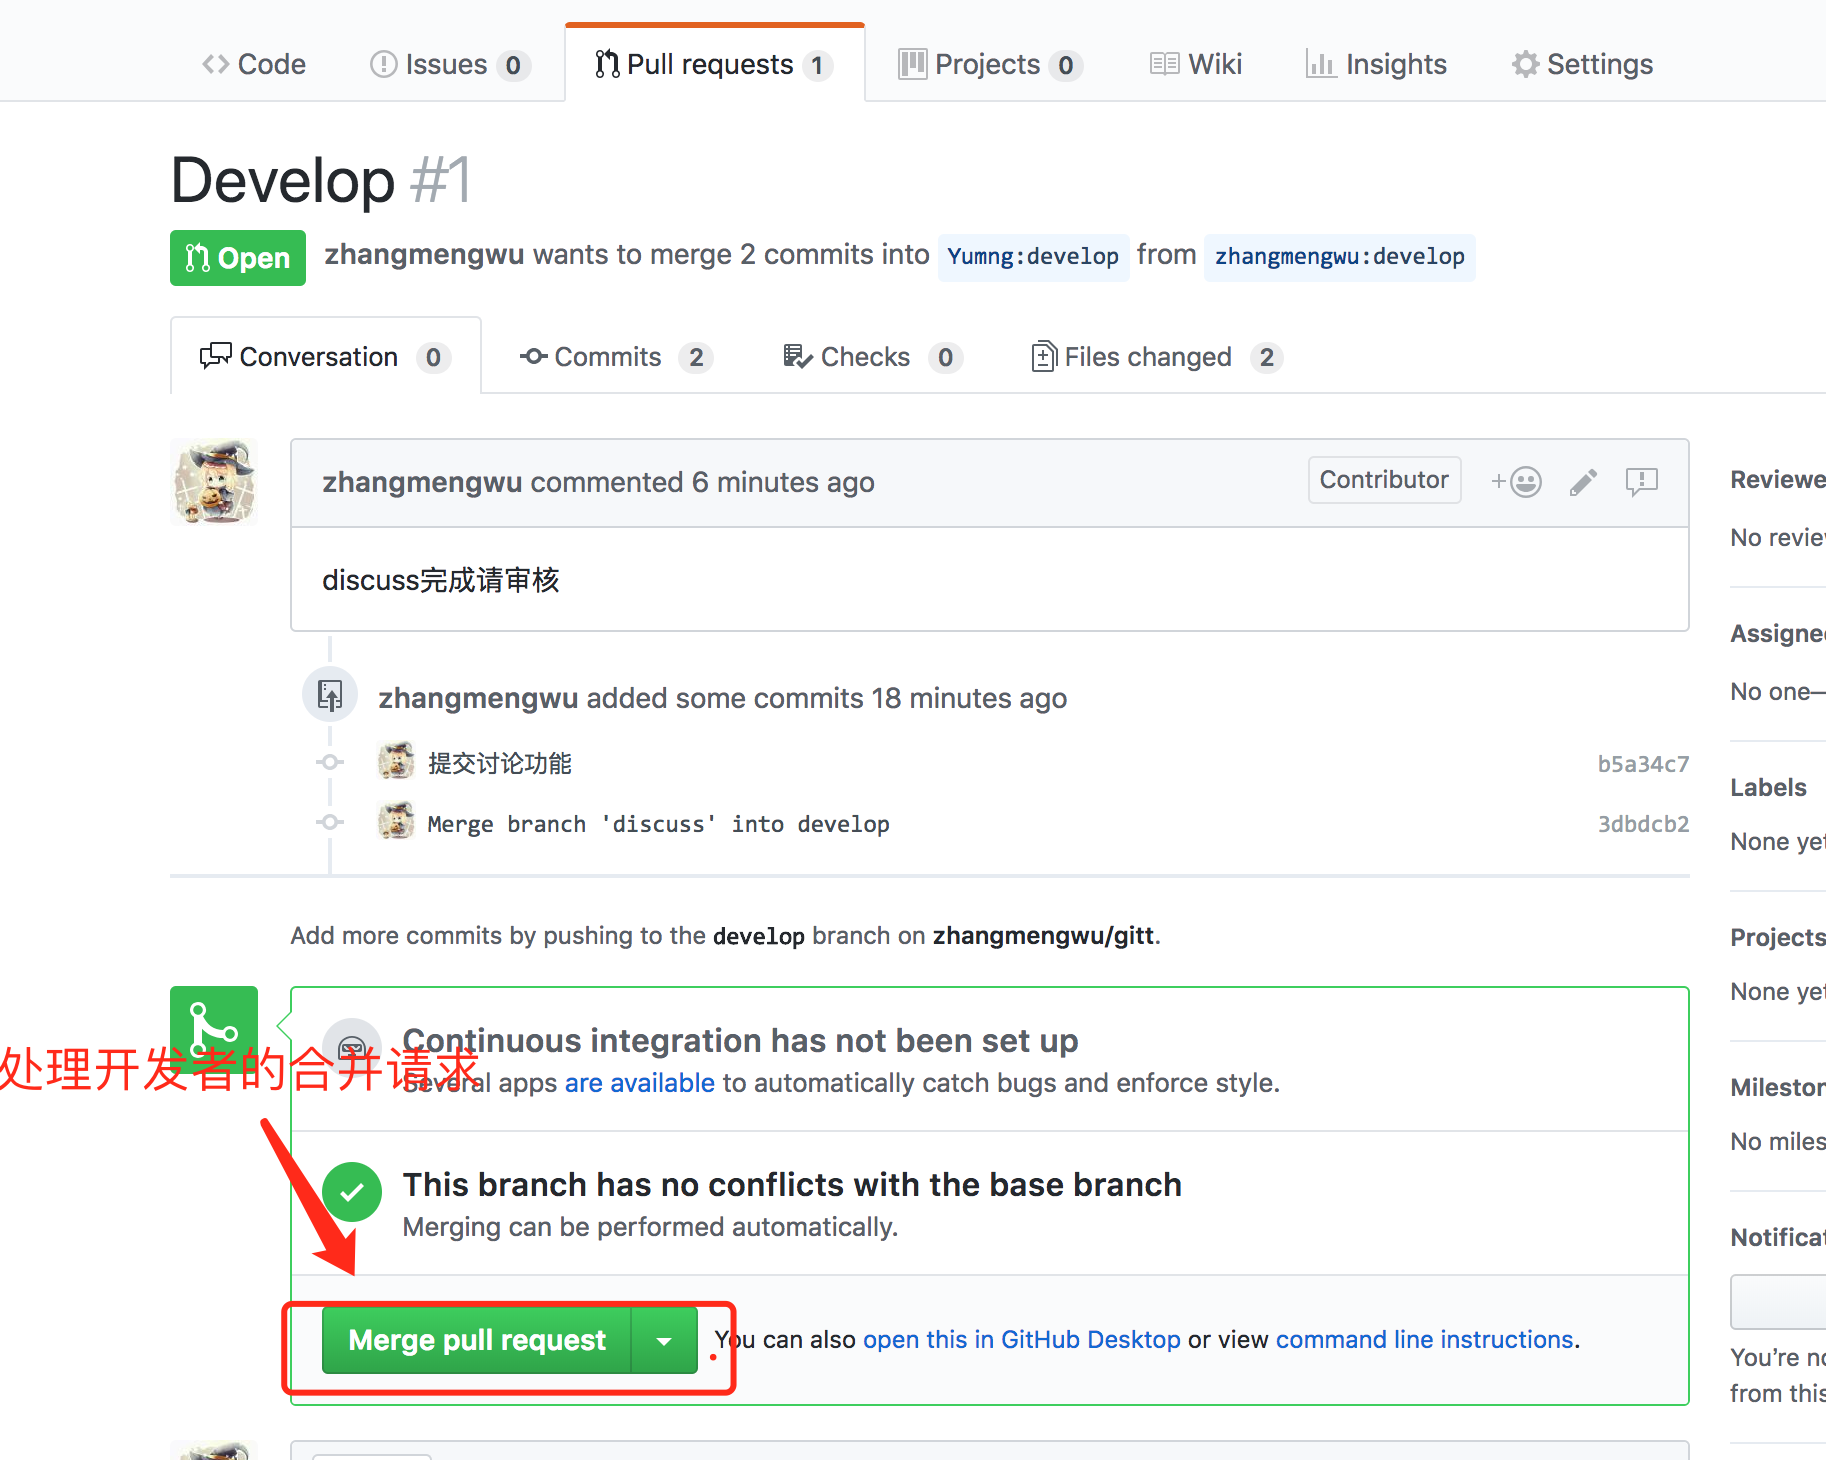 Code Issues 0 Pull requests 1 Projects 0 Wiki Insights Settings
Develop #1
Open zhangmengwu wants to merge 2 commits into Yumng:develop from zhangmengwu:develop
Conversation 0 Commits 2 Checks 0 Files changed 2
zhangmengwu commented 6 minutes ago Contributor
discuss完成请审核
zhangmengwu added some commits 18 minutes ago
提交讨论功能 b5a34c7
Merge branch 'discuss' into develop 3dbdcb2
Add more commits by pushing to the develop branch on zhangmengwu/gitt.
Continuous integration has not been set up
处理开发者的合并请求
Several apps are available to automatically catch bugs and enforce style.
This branch has no conflicts with the base branch
Merging can be performed automatically.
Merge pull request You can also open this in GitHub Desktop or view command line instructions.
Reviewe
No revie
Assigne
No one—
Labels
None yet
Projects
None yet
Mileston
No miles
Notificat
You're no
from this